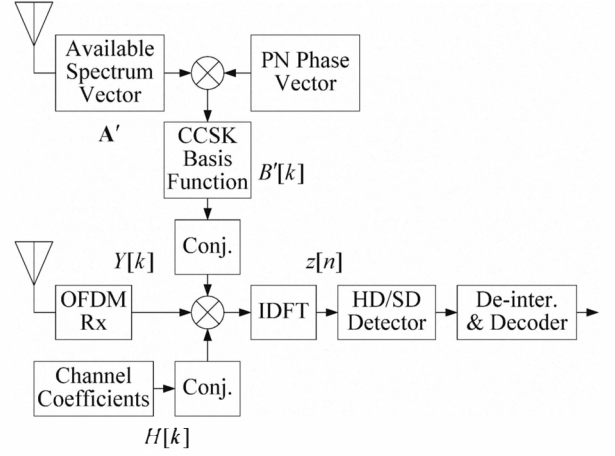 Available
Spectrum
Vector
PN Phase
Vector
A′
CCSK
Basis
Function
B′[k]
Conj.
Y[k]
z[n]
OFDM
Rx
IDFT
HD/SD
Detector
De-inter.
& Decoder
Channel
Coefficients
Conj.
H[k]